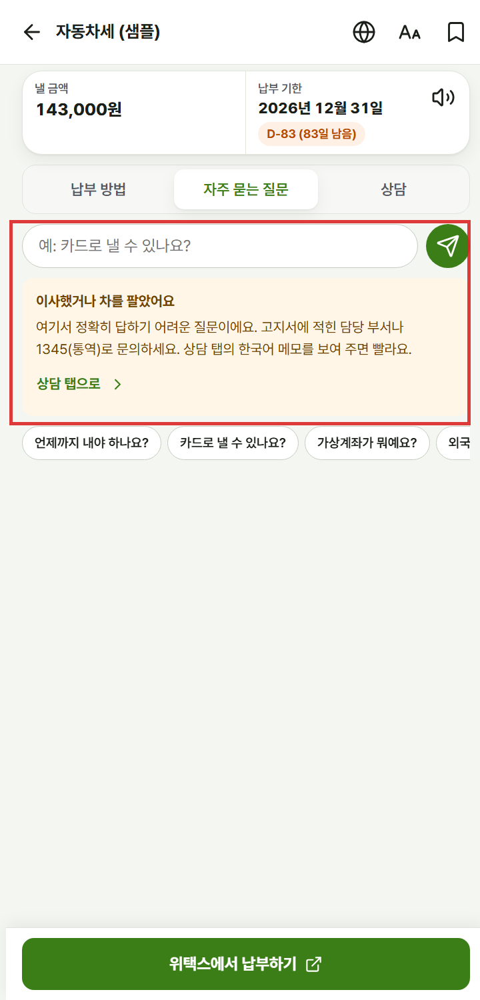 자동차세 (샘플)
낼 금액
143,000원
납부 기한
2026년 12월 31일
D-83 (83일 남음)
납부 방법
자주 묻는 질문
상담
예: 카드로 낼 수 있나요?
이사했거나 차를 팔았어요
여기서 정확히 답하기 어려운 질문이에요. 고지서에 적힌 담당 부서나
1345(통역)로 문의하세요. 상담 탭의 한국어 메모를 보여 주면 빨라요.
상담 탭으로
언제까지 내야 하나요?
카드로 낼 수 있나요?
가상계좌가 뭐예요?
외국
위택스에서 납부하기